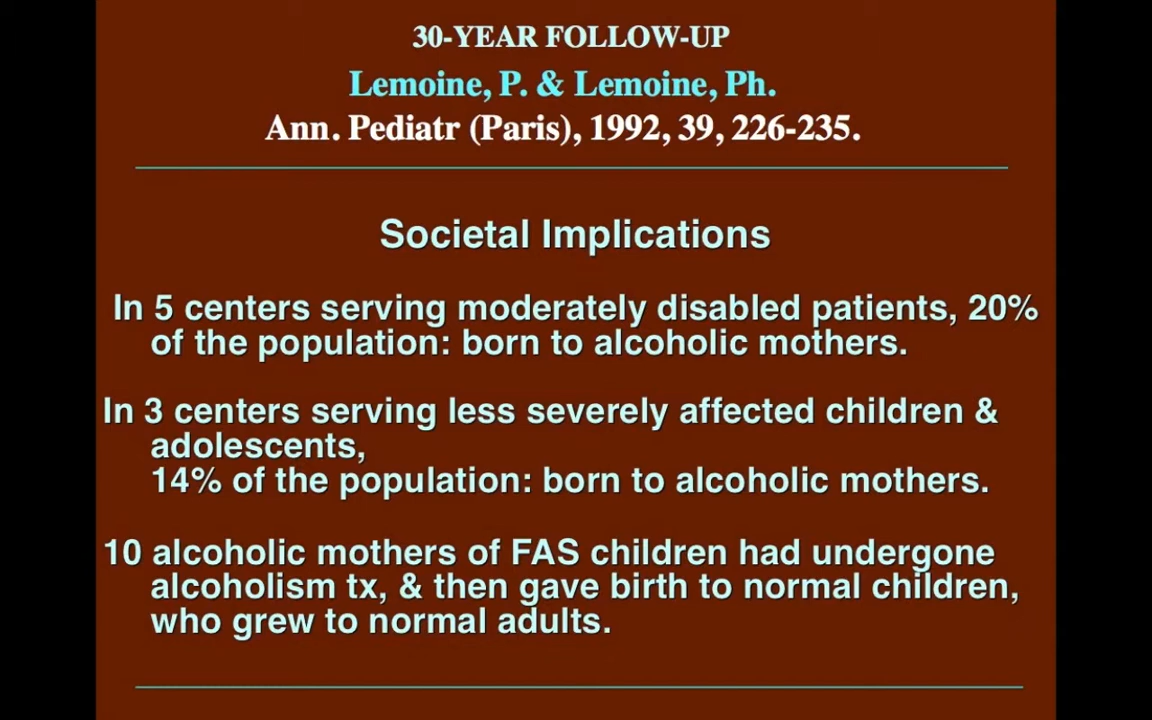 30-YEAR FOLLOW-UP
Lemoine, P. & Lemoine, Ph.
Ann. Pediatr (Paris), 1992, 39, 226-235.
Societal Implications
In 5 centers serving moderately disabled patients, 20%
of the population: born to alcoholic mothers.
In 3 centers serving less severely affected children &
adolescents,
14% of the population: born to alcoholic mothers.
10 alcoholic mothers of FAS children had undergone
alcoholism tx, & then gave birth to normal children,
who grew to normal adults.